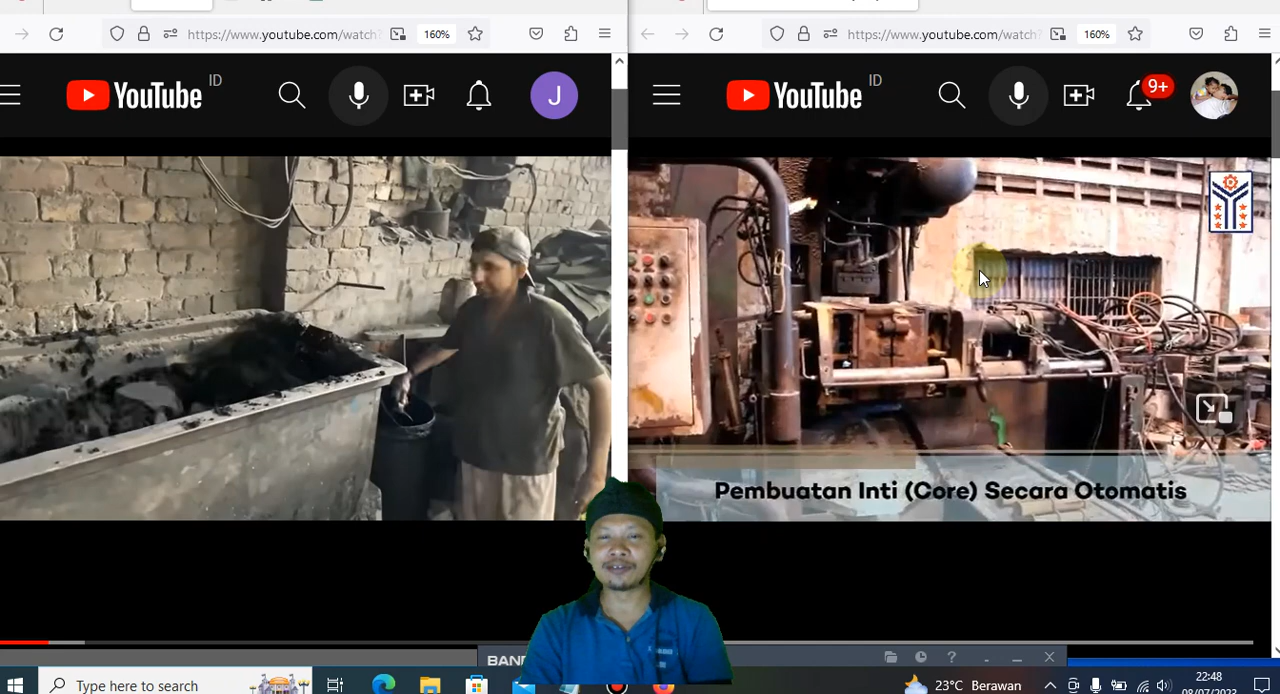 https://www.youtube.com/watch?
160%
https://www.youtube.com/watch?
160%
YouTube ID
J
YouTube ID
9+
Pembuatan Inti (Core) Secara Otomatis
BAND
Type here to search
23°C Berawan
22:48